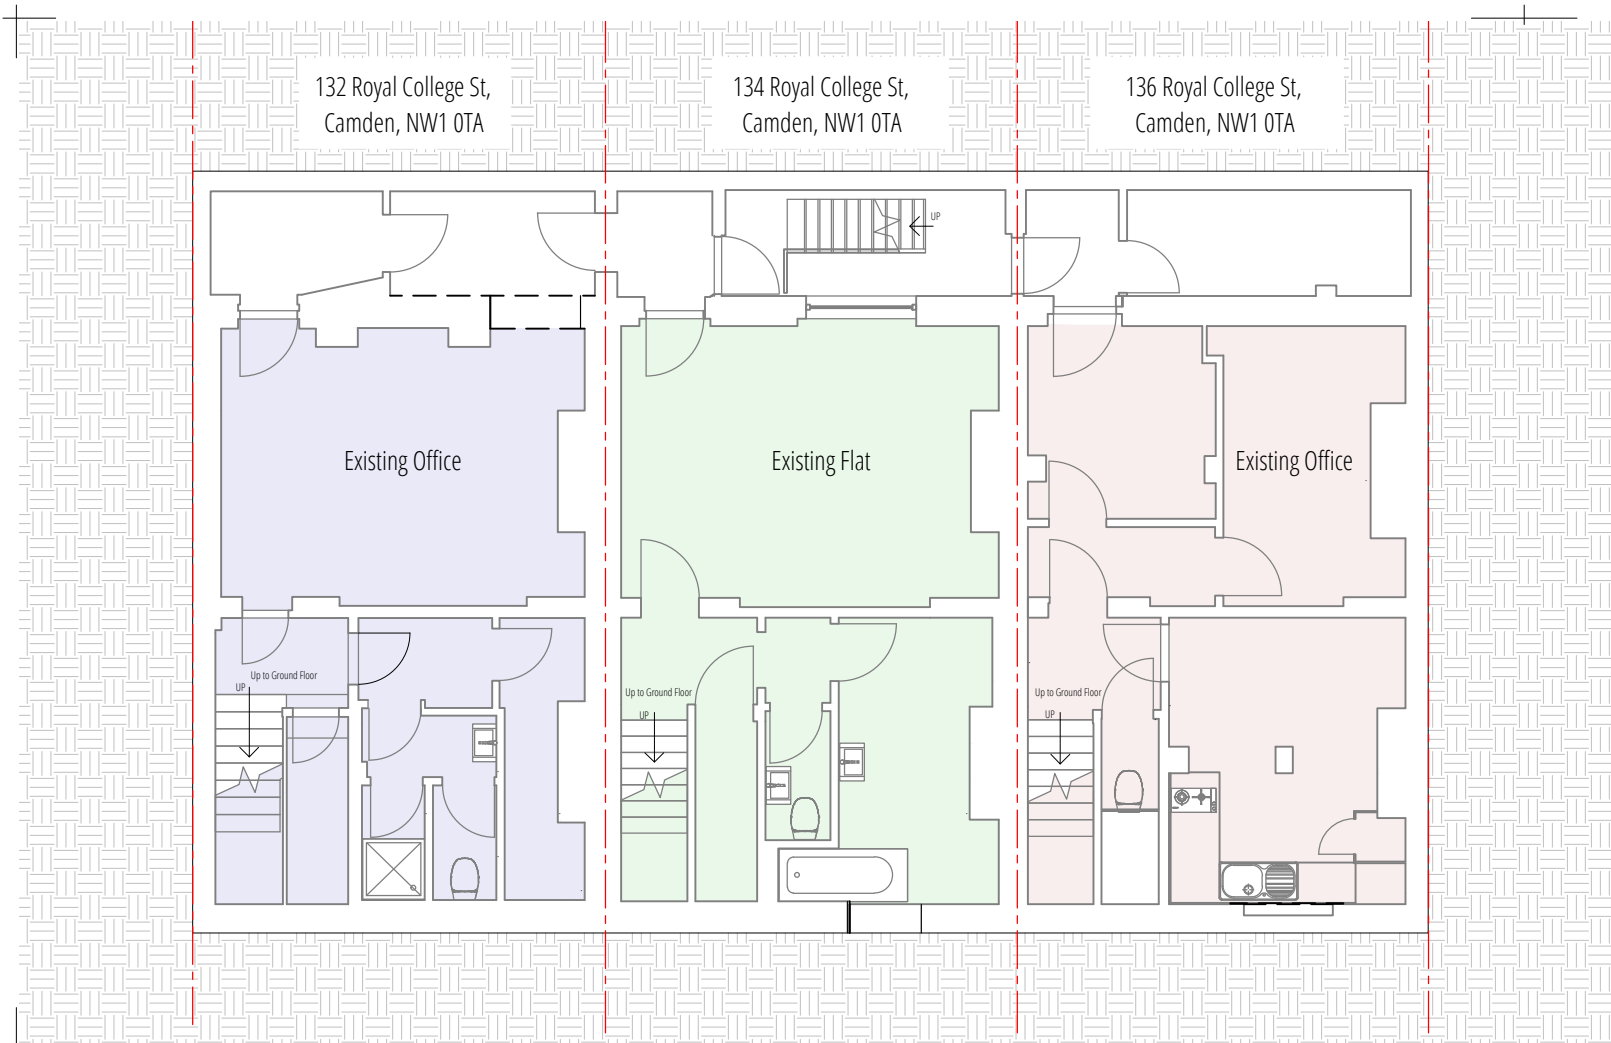 132 Royal College St,
Camden, NW1 0TA
134 Royal College St,
Camden, NW1 0TA
136 Royal College St,
Camden, NW1 0TA
UP
Existing Office
Existing Flat
Existing Office
Up to Ground Floor
UP
Up to Ground Floor
UP
Up to Ground Floor
UP